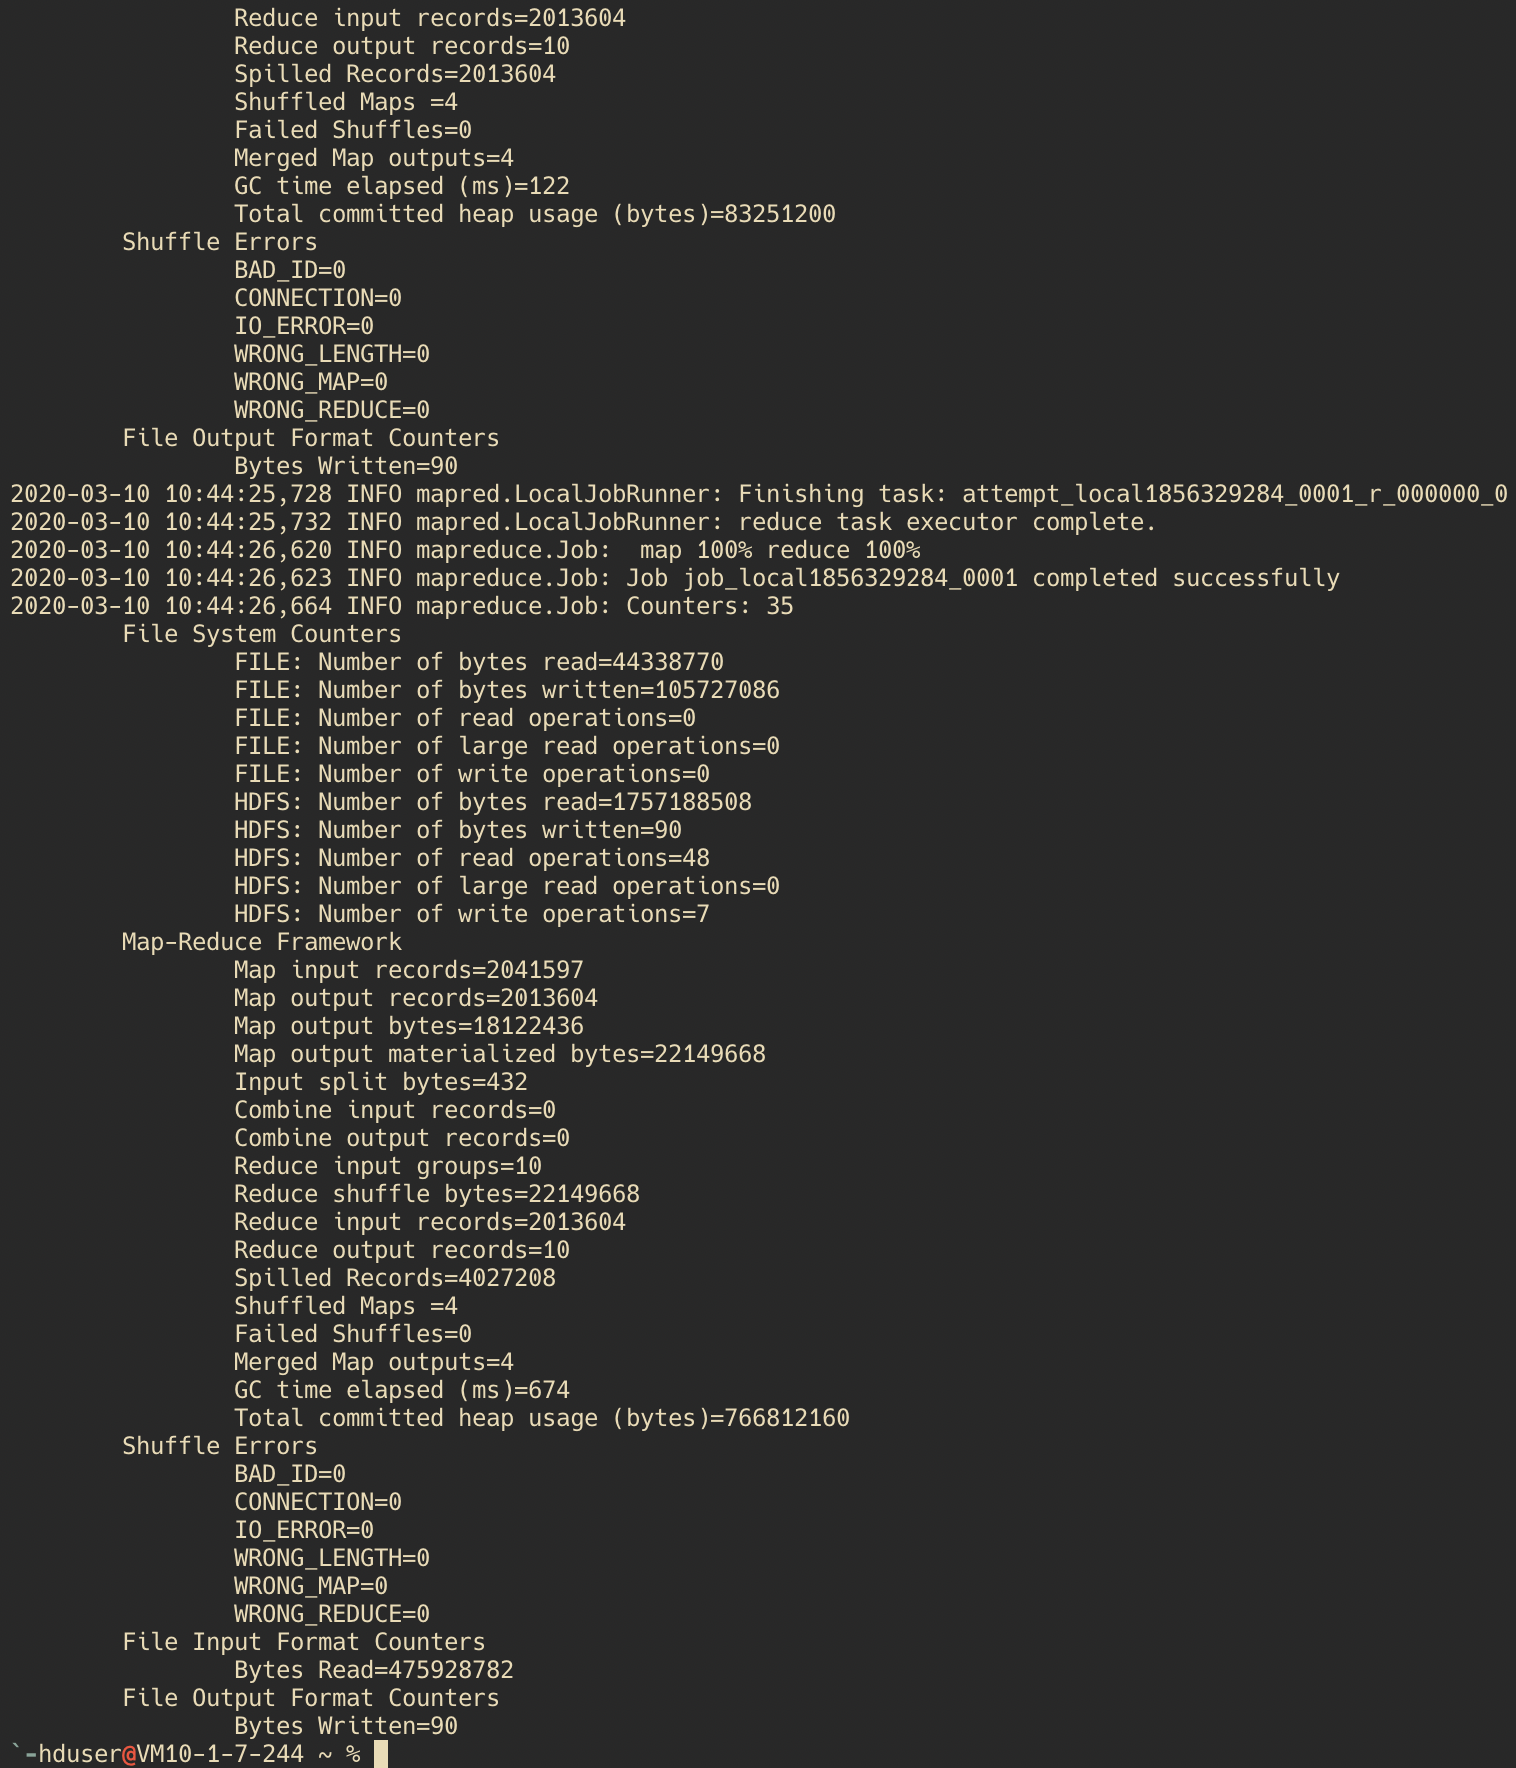 Reduce input records=2013604
Reduce output records=10
Spilled Records=2013604
Shuffled Maps =4
Failed Shuffles=0
Merged Map outputs=4
GC time elapsed (ms)=122
Total committed heap usage (bytes)=83251200
Shuffle Errors
BAD_ID=0
CONNECTION=0
IO_ERROR=0
WRONG_LENGTH=0
WRONG_MAP=0
WRONG_REDUCE=0
File Output Format Counters
Bytes Written=90
2020-03-10 10:44:25,728 INFO mapred.LocalJobRunner: Finishing task: attempt_local1856329284_0001_r_000000_0
2020-03-10 10:44:25,732 INFO mapred.LocalJobRunner: reduce task executor complete.
2020-03-10 10:44:26,620 INFO mapreduce.Job:  map 100% reduce 100%
2020-03-10 10:44:26,623 INFO mapreduce.Job: Job job_local1856329284_0001 completed successfully
2020-03-10 10:44:26,664 INFO mapreduce.Job: Counters: 35
File System Counters
FILE: Number of bytes read=44338770
FILE: Number of bytes written=105727086
FILE: Number of read operations=0
FILE: Number of large read operations=0
FILE: Number of write operations=0
HDFS: Number of bytes read=1757188508
HDFS: Number of bytes written=90
HDFS: Number of read operations=48
HDFS: Number of large read operations=0
HDFS: Number of write operations=7
Map-Reduce Framework
Map input records=2041597
Map output records=2013604
Map output bytes=18122436
Map output materialized bytes=22149668
Input split bytes=432
Combine input records=0
Combine output records=0
Reduce input groups=10
Reduce shuffle bytes=22149668
Reduce input records=2013604
Reduce output records=10
Spilled Records=4027208
Shuffled Maps =4
Failed Shuffles=0
Merged Map outputs=4
GC time elapsed (ms)=674
Total committed heap usage (bytes)=766812160
Shuffle Errors
BAD_ID=0
CONNECTION=0
IO_ERROR=0
WRONG_LENGTH=0
WRONG_MAP=0
WRONG_REDUCE=0
File Input Format Counters
Bytes Read=475928782
File Output Format Counters
Bytes Written=90
`-hduser@VM10-1-7-244 ~ %